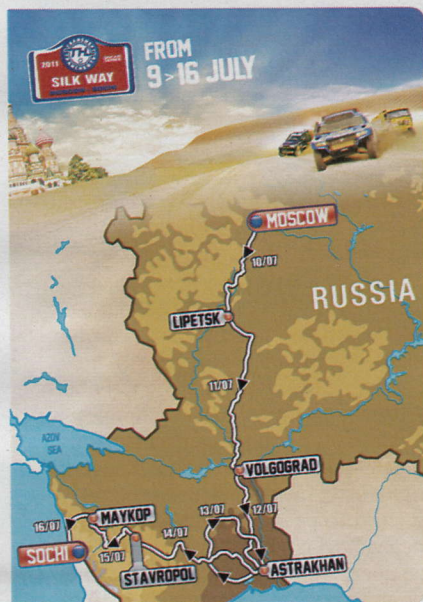 2011
SILK WAY
FROM
9>16 JULY
MOSCOW
10/07
RUSSIA
LIPETSK
11/07
AZOV
SEA
VOLGOGRAD
13/07
12/07
MAYKOP
16/07
14/07
15/07
SOCHI
STAVROPOL
ASTRAKHAN